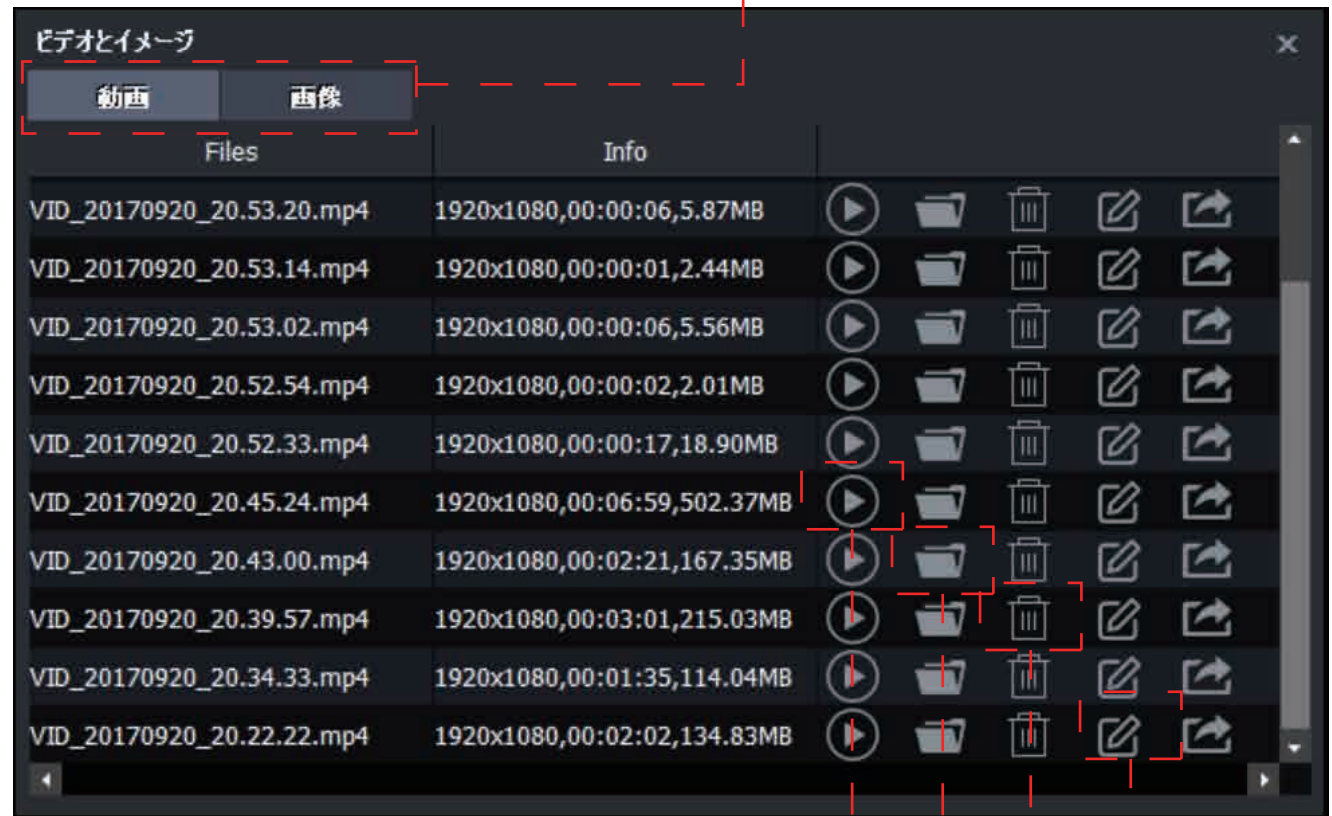 ビデオとイメージ
動画 画像
Files Info
VID_20170920_20.53.20.mp4 1920x1080,00:00:06,5.87MB
VID_20170920_20.53.14.mp4 1920x1080,00:00:01,2.44MB
VID_20170920_20.53.02.mp4 1920x1080,00:00:06,5.56MB
VID_20170920_20.52.54.mp4 1920x1080,00:00:02,2.01MB
VID_20170920_20.52.33.mp4 1920x1080,00:00:17,18.90MB
VID_20170920_20.45.24.mp4 1920x1080,00:06:59,502.37MB
VID_20170920_20.43.00.mp4 1920x1080,00:02:21,167.35MB
VID_20170920_20.39.57.mp4 1920x1080,00:03:01,215.03MB
VID_20170920_20.34.33.mp4 1920x1080,00:01:35,114.04MB
VID_20170920_20.22.22.mp4 1920x1080,00:02:02,134.83MB